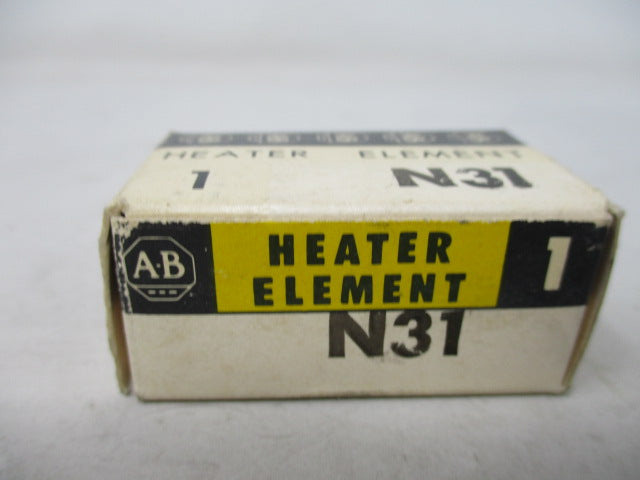 HEATER ELEMENT
1 N31
A-B HEATER 1
ELEMENT
N31